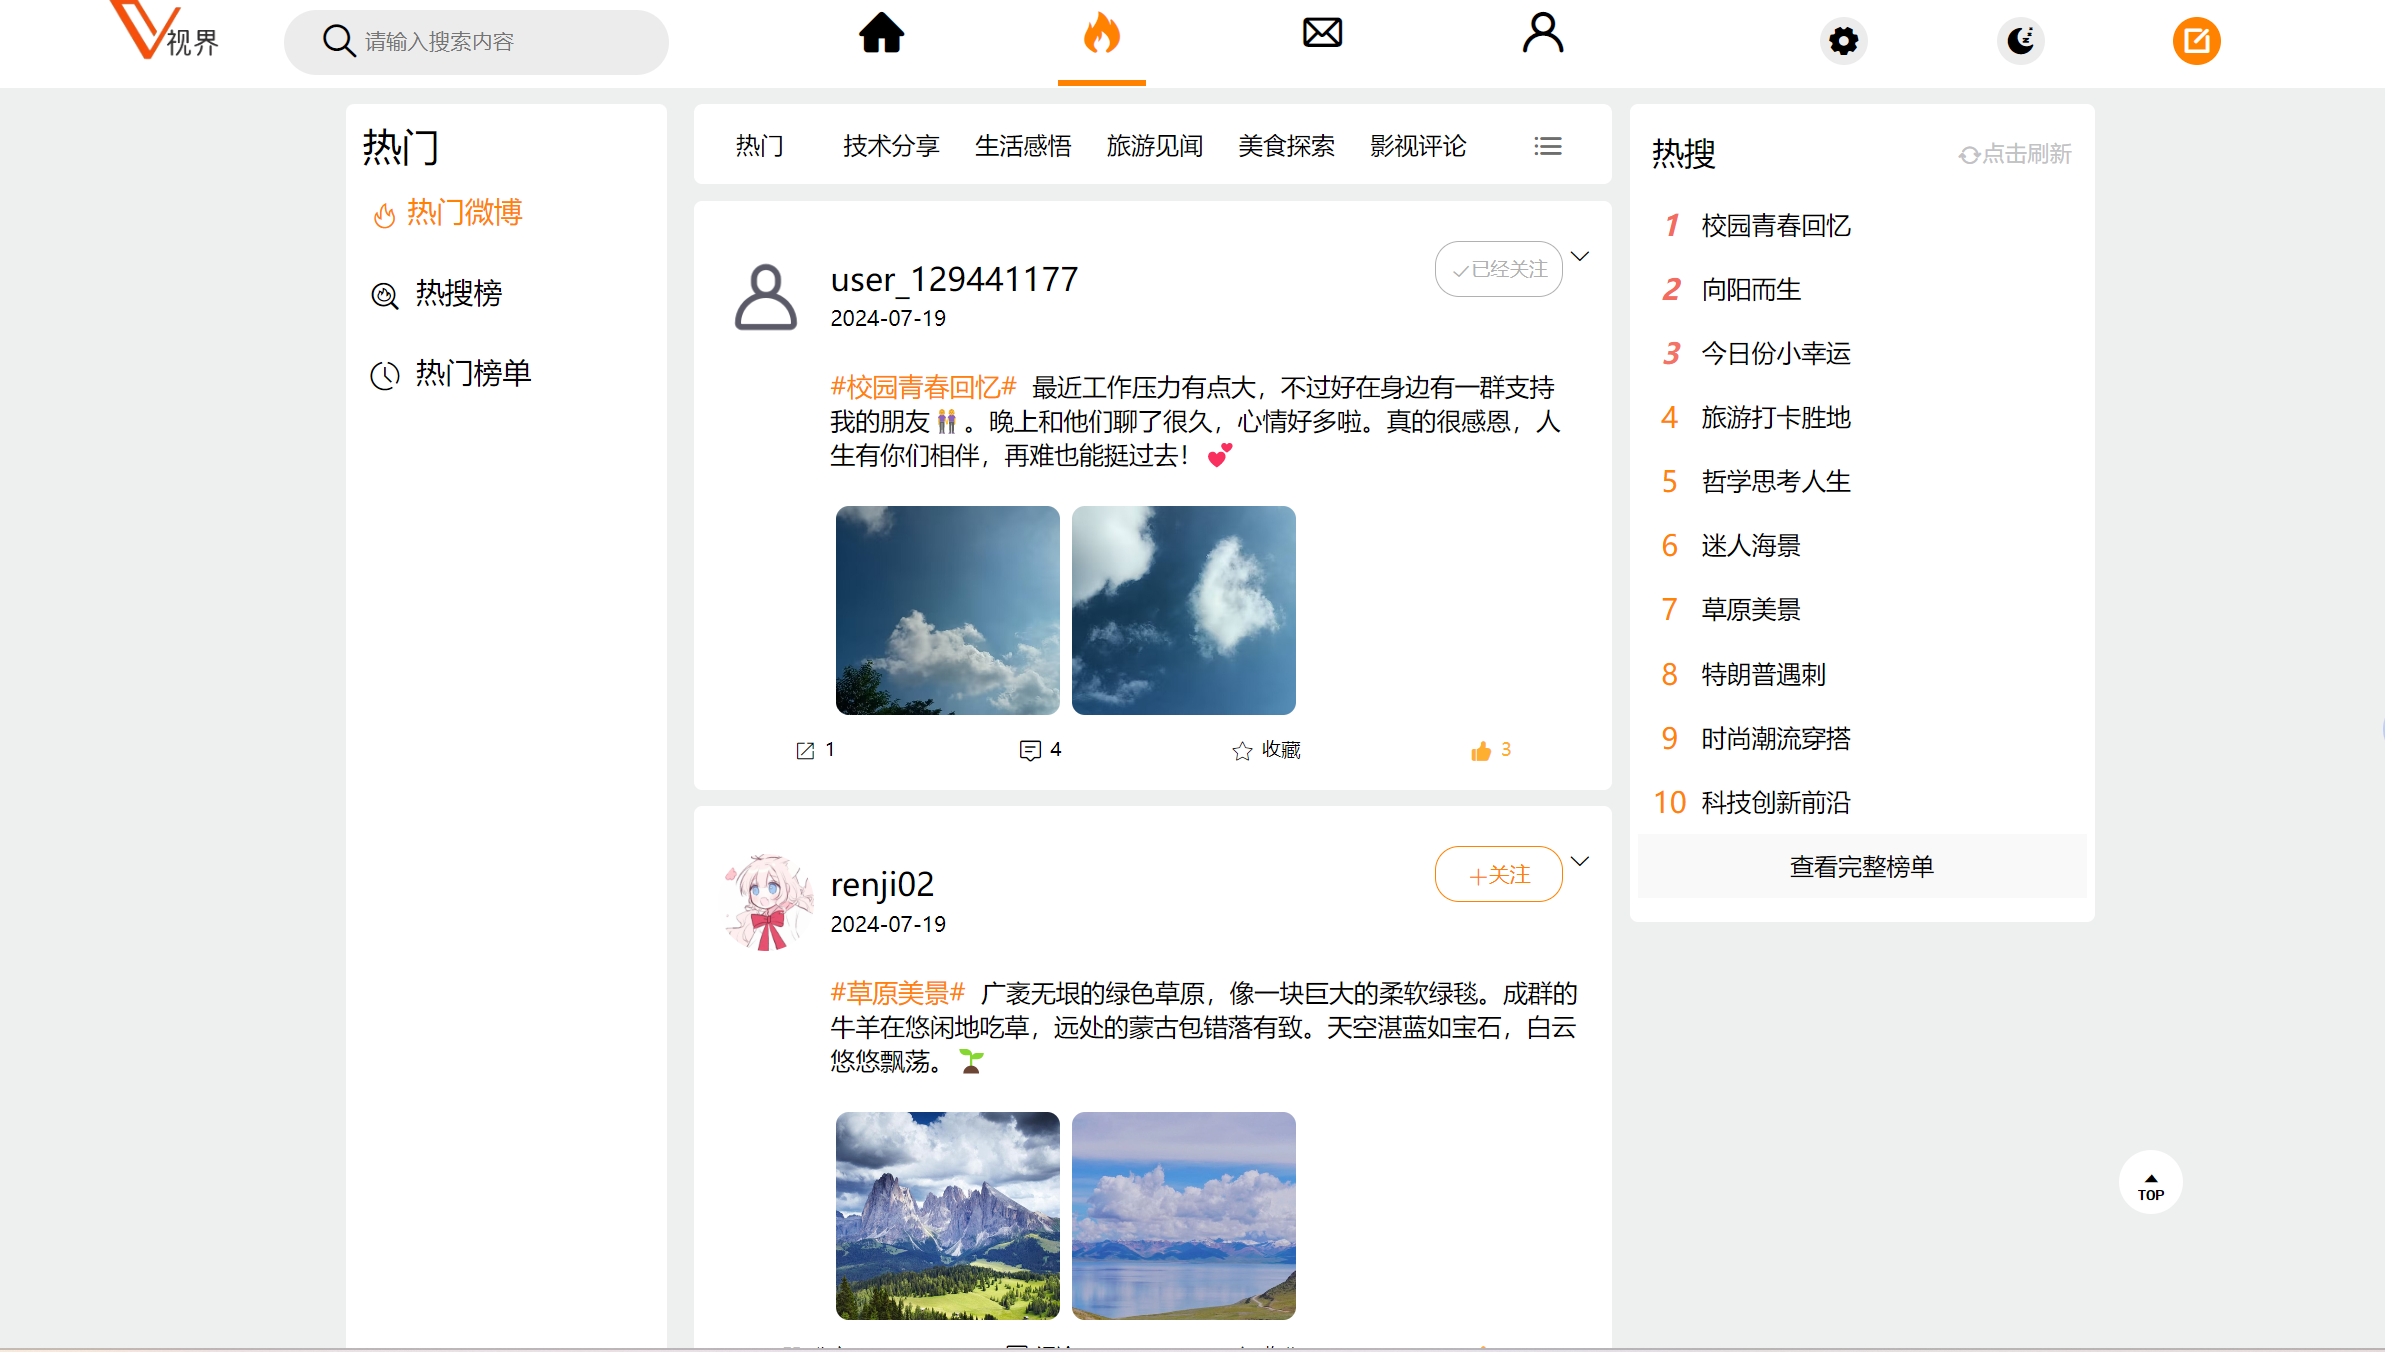 视界
请输入搜索内容
热门
热门微博
热搜榜
热门榜单
热门 技术分享 生活感悟 旅游见闻 美食探索 影视评论
user_129441177
已经关注
2024-07-19
#校园青春回忆# 最近工作压力有点大，不过好在身边有一群支持
我的朋友👭。晚上和他们聊了很久，心情好多啦。真的很感恩，人
生有你们相伴，再难也能挺过去！💕
1 4 收藏 3
renji02
+关注
2024-07-19
#草原美景# 广袤无垠的绿色草原，像一块巨大的柔软绿毯。成群的
牛羊在悠闲地吃草，远处的蒙古包错落有致。天空湛蓝如宝石，白云
悠悠飘荡。🌱
热搜 点击刷新
1 校园青春回忆
2 向阳而生
3 今日份小幸运
4 旅游打卡胜地
5 哲学思考人生
6 迷人海景
7 草原美景
8 特朗普遇刺
9 时尚潮流穿搭
10 科技创新前沿
查看完整榜单
TOP